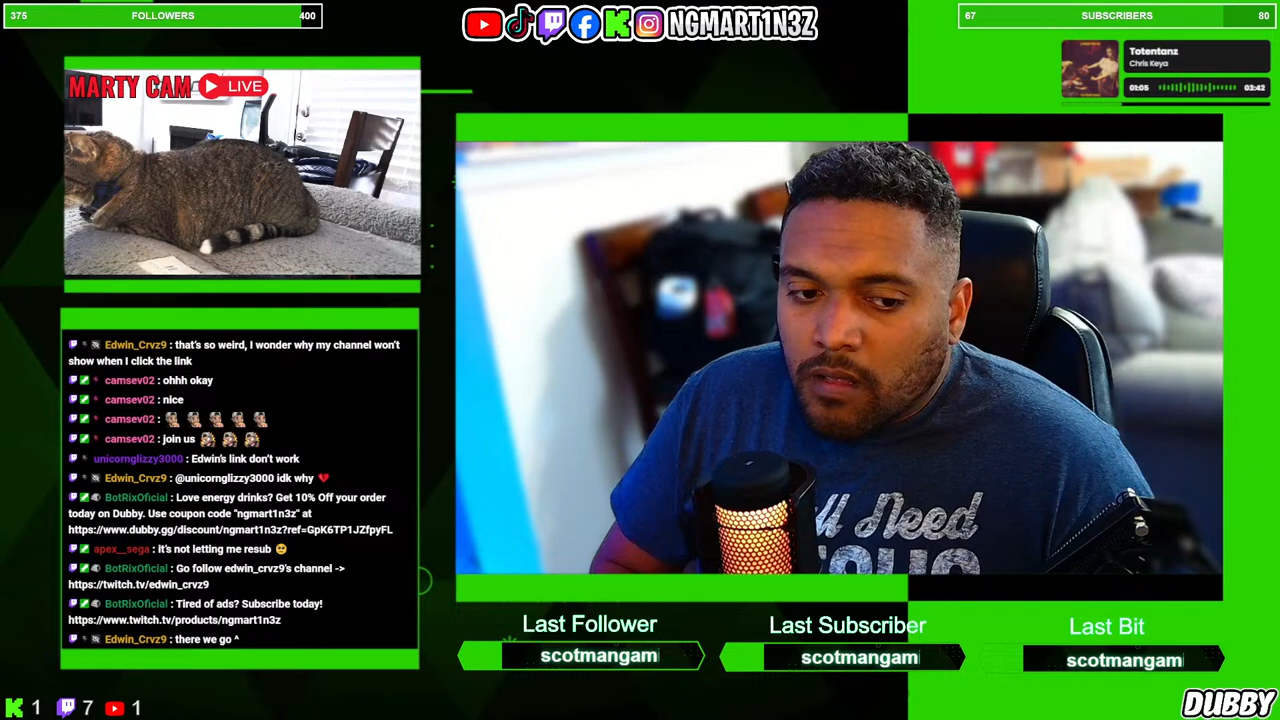 375
FOLLOWERS
400
NGMART1N3Z
67
SUBSCRIBERS
80
Totentanz
Chris Keya
01:05
03:42
MARTY CAM
LIVE
Edwin_Crvz9 : that's so weird, I wonder why my channel won't
show when I click the link
camsev02 : ohhh okay
camsev02 : nice
camsev02 :
camsev02 : join us
unicornglizzy3000 : Edwin's link don't work
Edwin_Crvz9 : @unicornglizzy3000 idk why 💔
BotRixOficial : Love energy drinks? Get 10% Off your order
today on Dubby. Use coupon code "ngmart1n3z" at
https://www.dubby.gg/discount/ngmart1n3z?ref=GpK6TP1JZfpyFL
apex__sega : it's not letting me resub 🥺
BotRixOficial : Go follow edwin_crvz9's channel ->
https://twitch.tv/edwin_crvz9
BotRixOficial : Tired of ads? Subscribe today!
https://www.twitch.tv/products/ngmart1n3z
Edwin_Crvz9 : there we go ^
Need
Last Follower
scotmangam
Last Subscriber
scotmangam
Last Bit
scotmangam
1
7
1
DUBBY